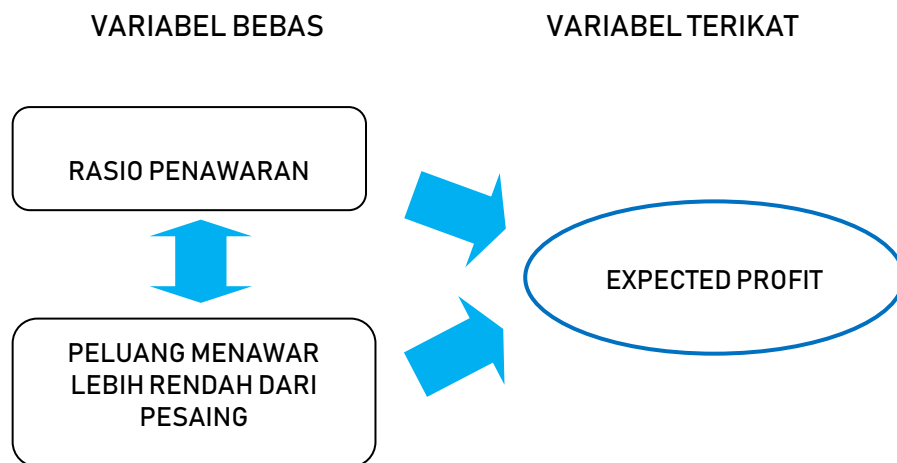 VARIABEL BEBAS
VARIABEL TERIKAT
RASIO PENAWARAN
EXPECTED PROFIT
PELUANG MENAWAR
LEBIH RENDAH DARI
PESAING